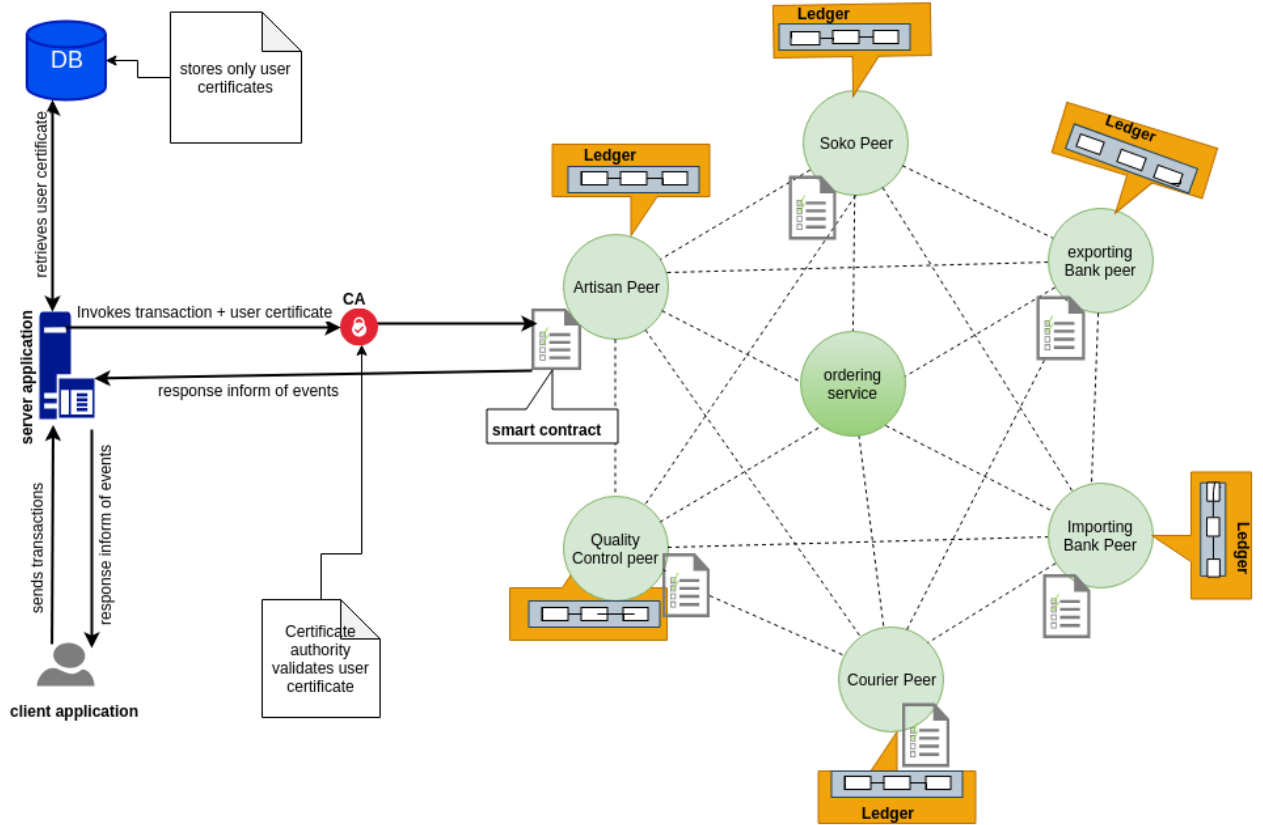 DB
stores only user
certificates
retrieves user certificate
server application
Invokes transaction + user certificate
CA
response inform of events
smart contract
sends transactions
response inform of events
client application
Certificate
authority
validates user
certificate
Ledger
Artisan Peer
Ledger
Soko Peer
Ledger
exporting
Bank peer
ordering
service
Quality
Control peer
Importing
Bank Peer
Ledger
Courier Peer
Ledger